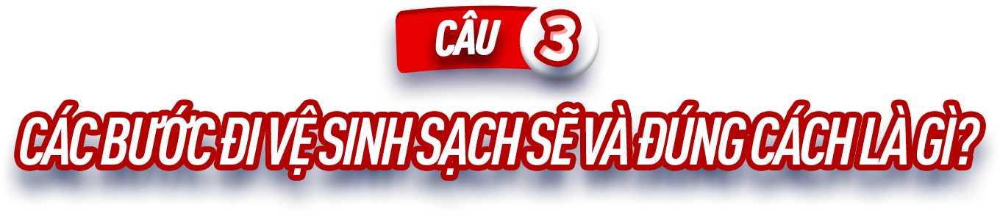 CÂU 3
CÁC BƯỚC ĐI VỆ SINH SẠCH SẼ VÀ ĐÚNG CÁCH LÀ GÌ?